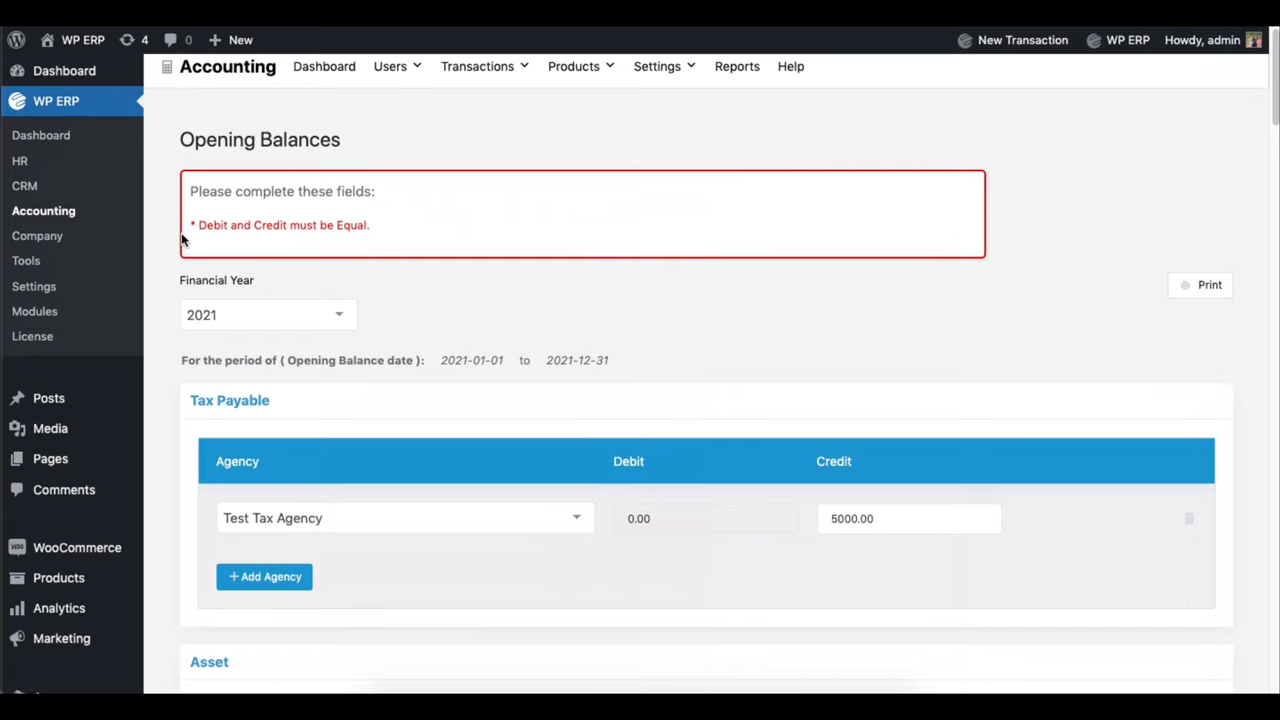 WP ERP 4 0 New New Transaction WP ERP Howdy, admin
Dashboard
WP ERP
Dashboard
HR
CRM
Accounting
Company
Tools
Settings
Modules
License
Posts
Media
Pages
Comments
WooCommerce
Products
Analytics
Marketing
Accounting Dashboard Users Transactions Products Settings Reports Help
Opening Balances
Please complete these fields:
* Debit and Credit must be Equal.
Financial Year
Print
2021
For the period of ( Opening Balance date ): 2021-01-01 to 2021-12-31
Tax Payable
Agency Debit Credit
Test Tax Agency 0.00 5000.00
+ Add Agency
Asset